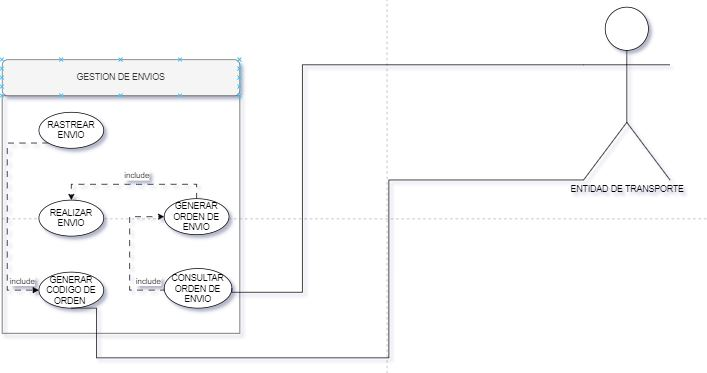 GESTION DE ENVIOS
RASTREAR
ENVIO
include
REALIZAR
ENVIO
GENERAR
ORDEN DE
ENVIO
include
GENERAR
CODIGO DE
ORDEN
include
CONSULTAR
ORDEN DE
ENVIO
ENTIDAD DE TRANSPORTE